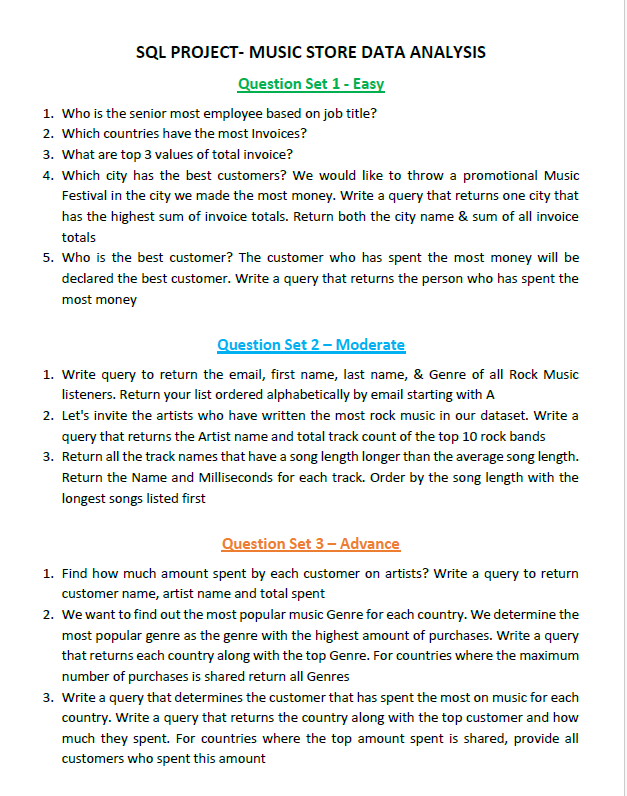 SQL PROJECT- MUSIC STORE DATA ANALYSIS
Question Set 1 - Easy
1. Who is the senior most employee based on job title?
2. Which countries have the most Invoices?
3. What are top 3 values of total invoice?
4. Which city has the best customers? We would like to throw a promotional Music
Festival in the city we made the most money. Write a query that returns one city that
has the highest sum of invoice totals. Return both the city name & sum of all invoice
totals
5. Who is the best customer? The customer who has spent the most money will be
declared the best customer. Write a query that returns the person who has spent the
most money
Question Set 2 – Moderate
1. Write query to return the email, first name, last name, & Genre of all Rock Music
listeners. Return your list ordered alphabetically by email starting with A
2. Let's invite the artists who have written the most rock music in our dataset. Write a
query that returns the Artist name and total track count of the top 10 rock bands
3. Return all the track names that have a song length longer than the average song length.
Return the Name and Milliseconds for each track. Order by the song length with the
longest songs listed first
Question Set 3 – Advance
1. Find how much amount spent by each customer on artists? Write a query to return
customer name, artist name and total spent
2. We want to find out the most popular music Genre for each country. We determine the
most popular genre as the genre with the highest amount of purchases. Write a query
that returns each country along with the top Genre. For countries where the maximum
number of purchases is shared return all Genres
3. Write a query that determines the customer that has spent the most on music for each
country. Write a query that returns the country along with the top customer and how
much they spent. For countries where the top amount spent is shared, provide all
customers who spent this amount